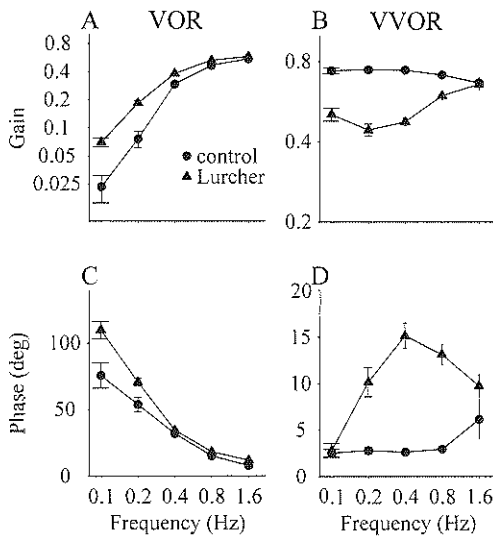 A VOR
B VVOR
0.8
0.4
0.2
0.1
0.05
0.025
Gain
control
Lurcher
0.8
0.4
0.2
C
D
100
50
0
Phase (deg)
20
15
10
5
0
0.1 0.2 0.4 0.8 1.6
Frequency (Hz)
0.1 0.2 0.4 0.8 1.6
Frequency (Hz)